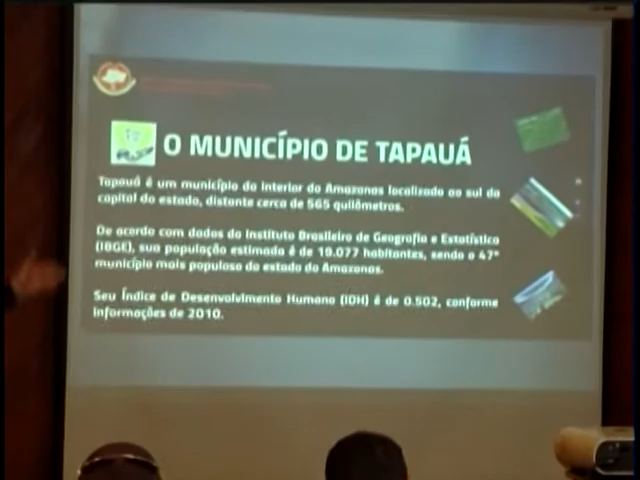 O MUNICÍPIO DE TAPAUÁ
Tapauá é um município do interior do Amazonas localizado ao sul da
capital do estado, distante cerca de 565 quilômetros.
De acordo com dados do Instituto Brasileiro de Geografia e Estatística
(IBGE), sua população estimada é de 19.077 habitantes, sendo o 47º
município mais populoso do estado do Amazonas.
Seu Índice de Desenvolvimento Humano (IDH) é de 0.502, conforme
informações de 2010.